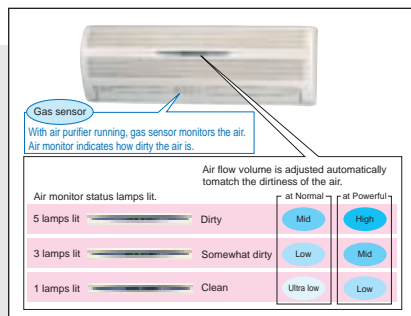 Gas sensor
With air purifier running, gas sensor monitors the air.
Air monitor indicates how dirty the air is.
Air flow volume is adjusted automatically
tomatch the dirtiness of the air.
Air monitor status lamps lit.
at Normal
at Powerful
5 lamps lit
Dirty
Mid
High
3 lamps lit
Somewhat dirty
Low
Mid
1 lamps lit
Clean
Ultra low
Low